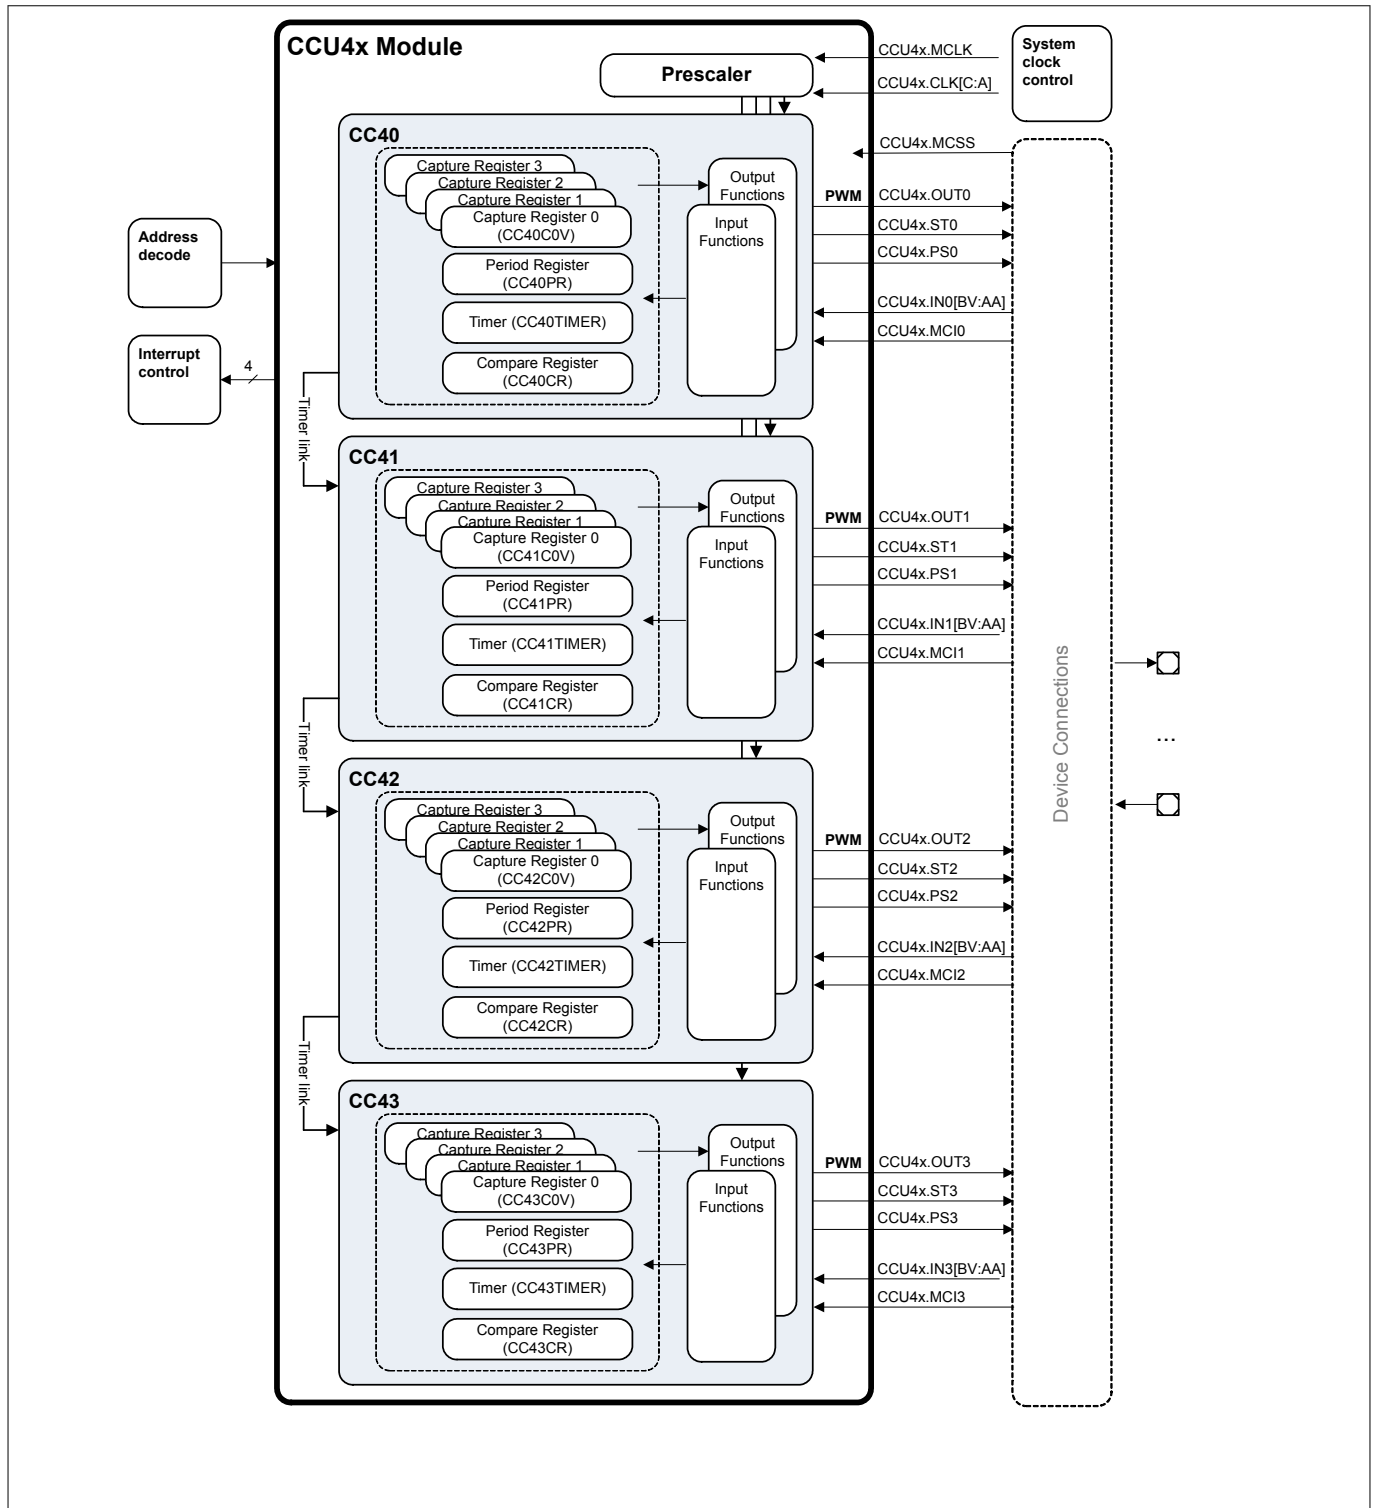 CCU4x Module
Prescaler
CCU4x.MCLK
CCU4x.CLK[C:A]
System
clock
control
CCU4x.MCSS
Address
decode
Interrupt
control
4
CC40
Capture Register 3
Capture Register 2
Capture Register 1
Capture Register 0
(CC40C0V)
Period Register
(CC40PR)
Timer (CC40TIMER)
Compare Register
(CC40CR)
Output
Functions
Input
Functions
PWM
CCU4x.OUT0
CCU4x.ST0
CCU4x.PS0
CCU4x.IN0[BV:AA]
CCU4x.MCI0
Timer link
CC41
Capture Register 3
Capture Register 2
Capture Register 1
Capture Register 0
(CC41C0V)
Period Register
(CC41PR)
Timer (CC41TIMER)
Compare Register
(CC41CR)
Output
Functions
Input
Functions
PWM
CCU4x.OUT1
CCU4x.ST1
CCU4x.PS1
CCU4x.IN1[BV:AA]
CCU4x.MCI1
Device Connections
...
Timer link
CC42
Capture Register 3
Capture Register 2
Capture Register 1
Capture Register 0
(CC42C0V)
Period Register
(CC42PR)
Timer (CC42TIMER)
Compare Register
(CC42CR)
Output
Functions
Input
Functions
PWM
CCU4x.OUT2
CCU4x.ST2
CCU4x.PS2
CCU4x.IN2[BV:AA]
CCU4x.MCI2
Timer link
CC43
Capture Register 3
Capture Register 2
Capture Register 1
Capture Register 0
(CC43C0V)
Period Register
(CC43PR)
Timer (CC43TIMER)
Compare Register
(CC43CR)
Output
Functions
Input
Functions
PWM
CCU4x.OUT3
CCU4x.ST3
CCU4x.PS3
CCU4x.IN3[BV:AA]
CCU4x.MCI3